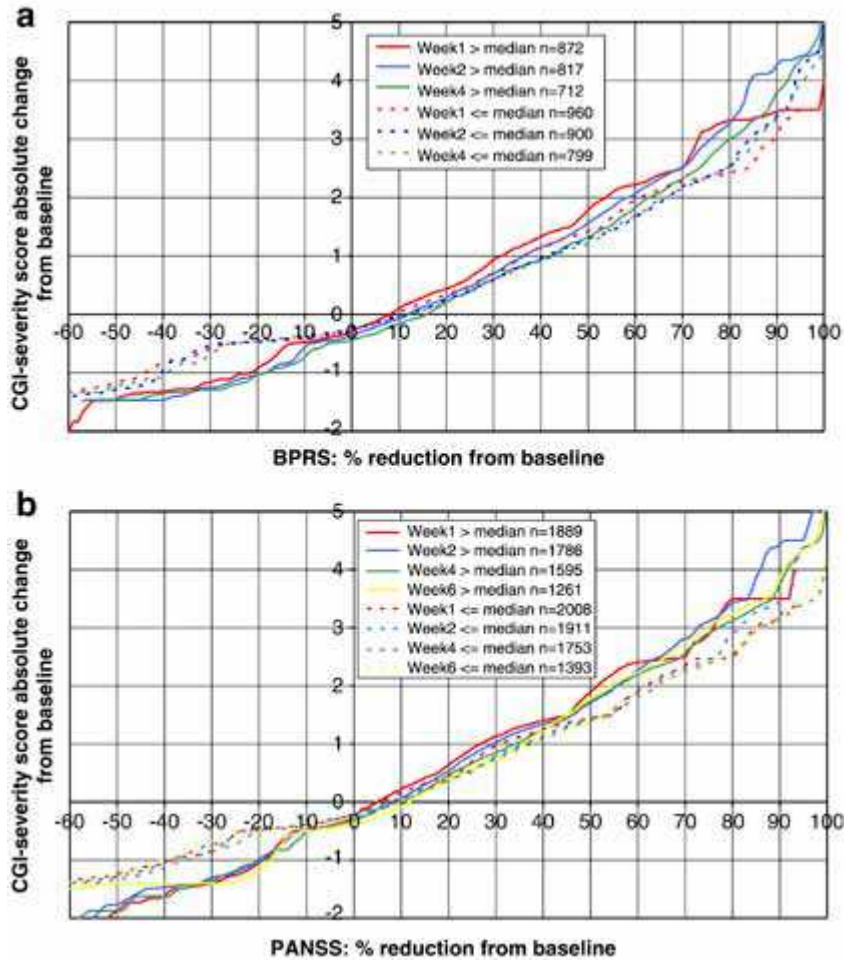 a
5
4
3
2
1
0
-1
-2
Week1 > median n=872
Week2 > median n=817
Week4 > median n=712
Week1 <= median n=960
Week2 <= median n=900
Week4 <= median n=799
CGI-severity score absolute change
from baseline
-60 -50 -40 -30 -20 -10 0 10 20 30 40 50 60 70 80 90 100
BPRS: % reduction from baseline
b
5
4
3
2
1
0
-1
-2
Week1 > median n=1889
Week2 > median n=1786
Week4 > median n=1595
Week6 > median n=1261
Week1 <= median n=2008
Week2 <= median n=1911
Week4 <= median n=1753
Week6 <= median n=1393
CGI-severity score absolute change
from baseline
-60 -50 -40 -30 -20 -10 0 10 20 30 40 50 60 70 80 90 100
PANSS: % reduction from baseline